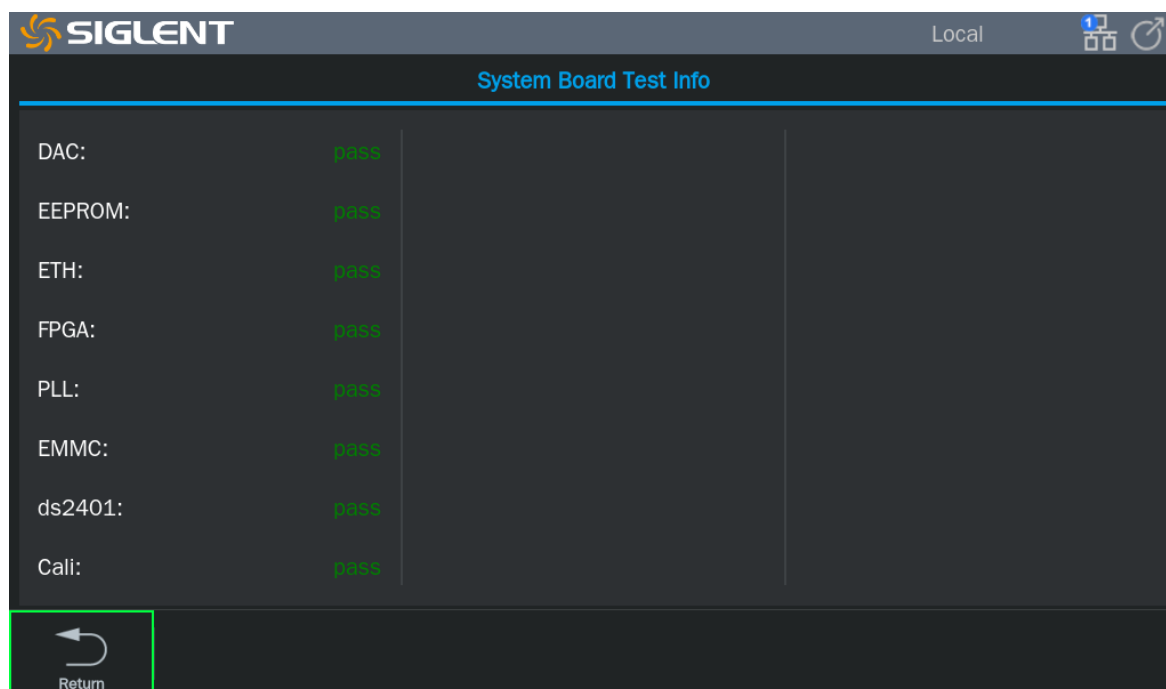 SIGLENT Local 1
System Board Test Info
DAC: pass
EEPROM: pass
ETH: pass
FPGA: pass
PLL: pass
EMMC: pass
ds2401: pass
Cali: pass
Return